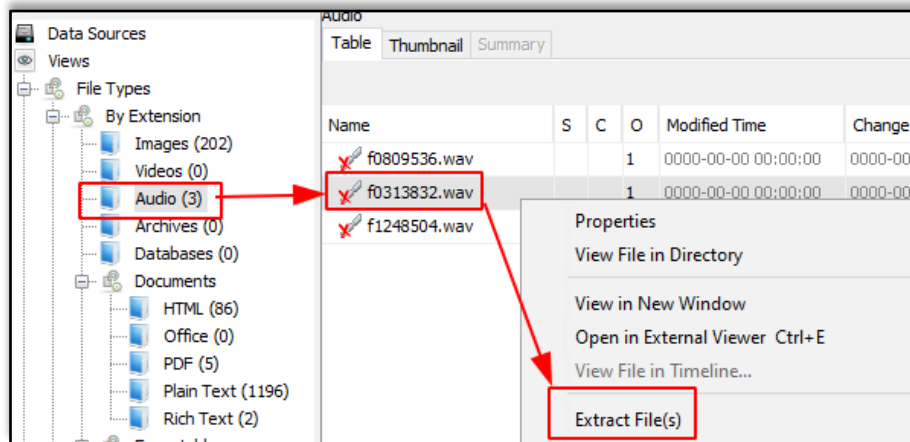 Data Sources
Views
File Types
By Extension
Images (202)
Videos (0)
Audio (3)
Archives (0)
Databases (0)
Documents
HTML (86)
Office (0)
PDF (5)
Plain Text (1196)
Rich Text (2)
Audio
Table Thumbnail Summary
Name S C O Modified Time Change
f0809536.wav 1 0000-00-00 00:00:00 0000-00
f0313832.wav 1 0000-00-00 00:00:00 0000-00
f1248504.wav
Properties
View File in Directory
View in New Window
Open in External Viewer Ctrl+E
View File in Timeline...
Extract File(s)